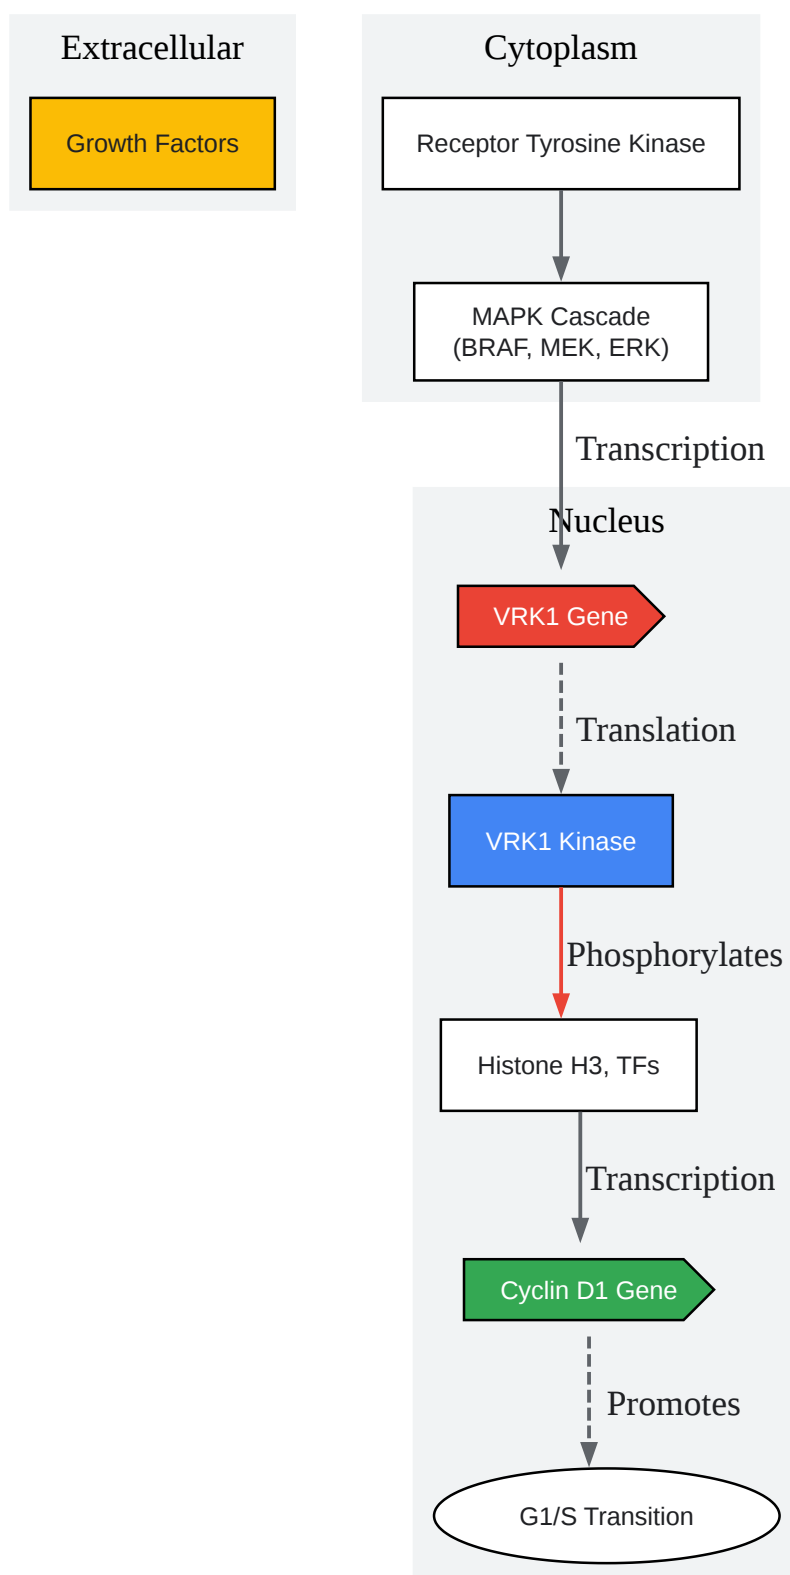 Extracellular
Growth Factors
Cytoplasm
Receptor Tyrosine Kinase
MAPK Cascade
(BRAF, MEK, ERK)
Transcription
Nucleus
VRK1 Gene
Translation
VRK1 Kinase
Phosphorylates
Histone H3, TFs
Transcription
Cyclin D1 Gene
Promotes
G1/S Transition